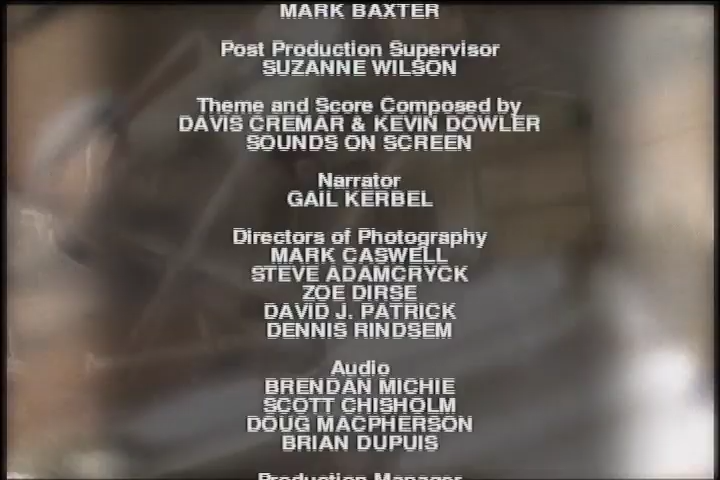 MARK BAXTER
Post Production Supervisor
SUZANNE WILSON
Theme and Score Composed by
DAVIS CREMAR & KEVIN DOWLER
SOUNDS ON SCREEN
Narrator
GAIL KERBEL
Directors of Photography
MARK CASWELL
STEVE ADAMCRYCK
ZOE DIRSE
DAVID J. PATRICK
DENNIS RINDSEM
Audio
BRENDAN MICHIE
SCOTT CHISHOLM
DOUG MACPHERSON
BRIAN DUPUIS
Production Manager